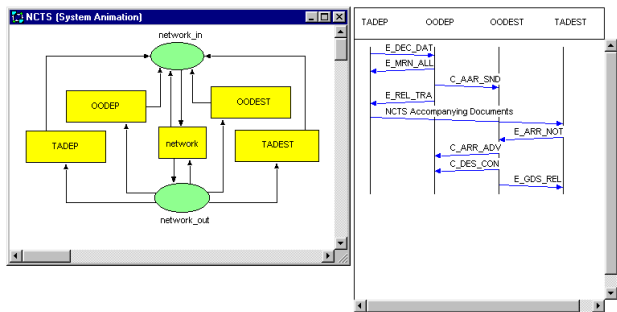 NCTS (System Animation)
network_in
OODEP
OODEST
TADEP
network
TADEST
network_out
TADEP OODEP OODEST TADEST
E_DEC_DAT
E_MRN_ALL
C_AAR_SND
E_REL_TRA
NCTS Accompanying Documents
E_ARR_NOT
C_ARR_ADV
C_DES_CON
E_GDS_REL